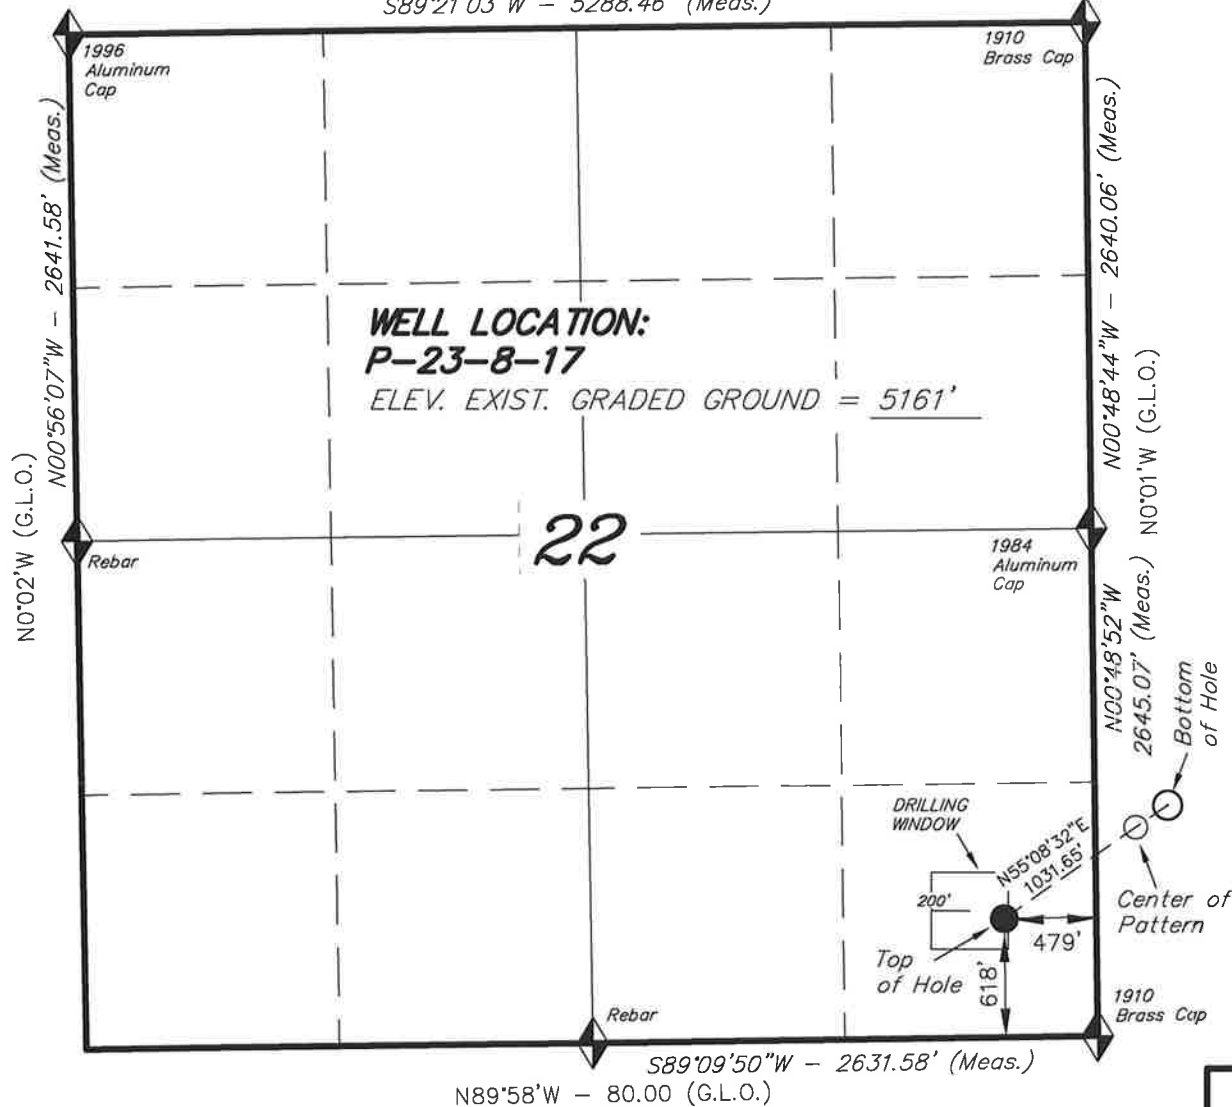 S89°21'03"W – 5288.46' (Meas.)
1996
Aluminum
Cap
1910
Brass Cap
N00°56'07"W – 2641.58' (Meas.)
N0°02'W (G.L.O.)
N00°48'44"W – 2640.06' (Meas.)
N0°01'W (G.L.O.)
WELL LOCATION:
P–23–8–17
ELEV. EXIST. GRADED GROUND = 5161'
22
Rebar
1984
Aluminum
Cap
N00°48'52"W
2645.07' (Meas.)
Bottom
of Hole
DRILLING
WINDOW
N55°08'32"E
1031.65'
200'
Center of
Pattern
479'
Top
of Hole
618'
Rebar
1910
Brass Cap
S89°09'50"W – 2631.58' (Meas.)
N89°58'W – 80.00 (G.L.O.)